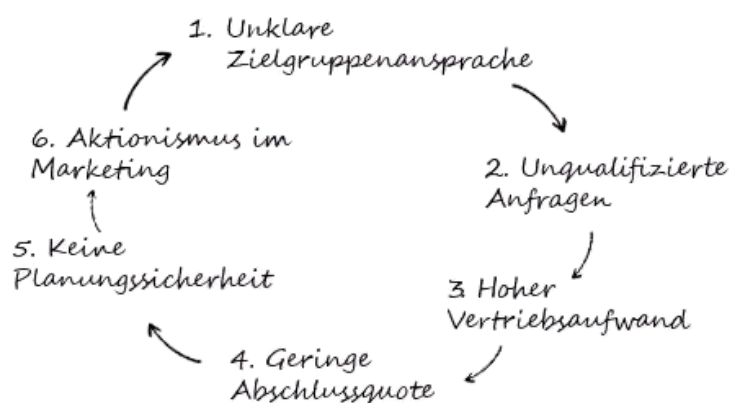 1. Unklare
Zielgruppenansprache
2. Unqualifizierte
Anfragen
3. Hoher
Vertriebsaufwand
4. Geringe
Abschlussquote
5. Keine
Planungssicherheit
6. Aktionismus im
Marketing